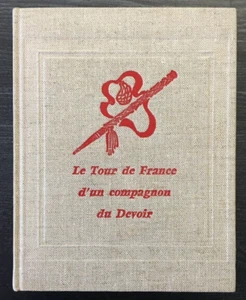 Le Tour de France
d'un compagnon
du Devoir